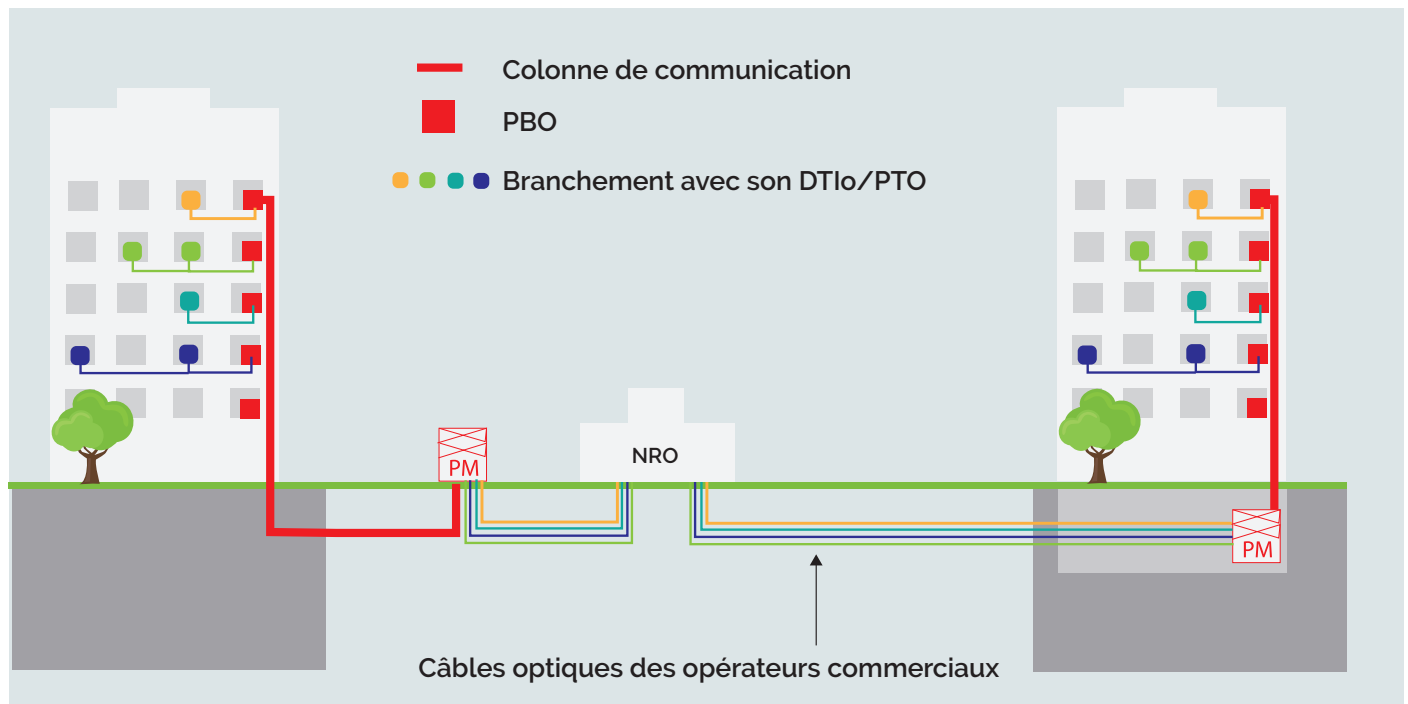 Colonne de communication
PBO
Branchement avec son DTIo/PTO
PM
NRO
PM
Câbles optiques des opérateurs commerciaux